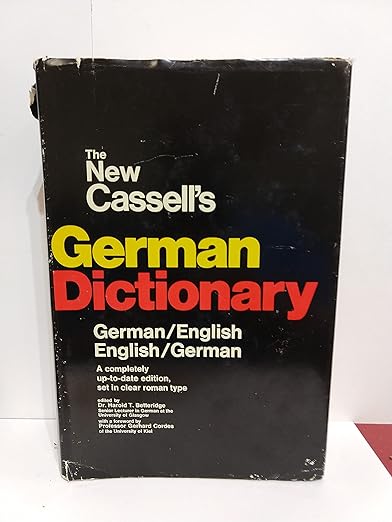 The
New
Cassell's
German
Dictionary
German/English
English/German
A completely
up-to-date edition,
set in clear roman type
edited by
Dr. Harold T. Betteridge
Senior Lecturer in German at the
University of Glasgow
with a foreword by
Professor Gerhard Cordes
of the University of Kiel